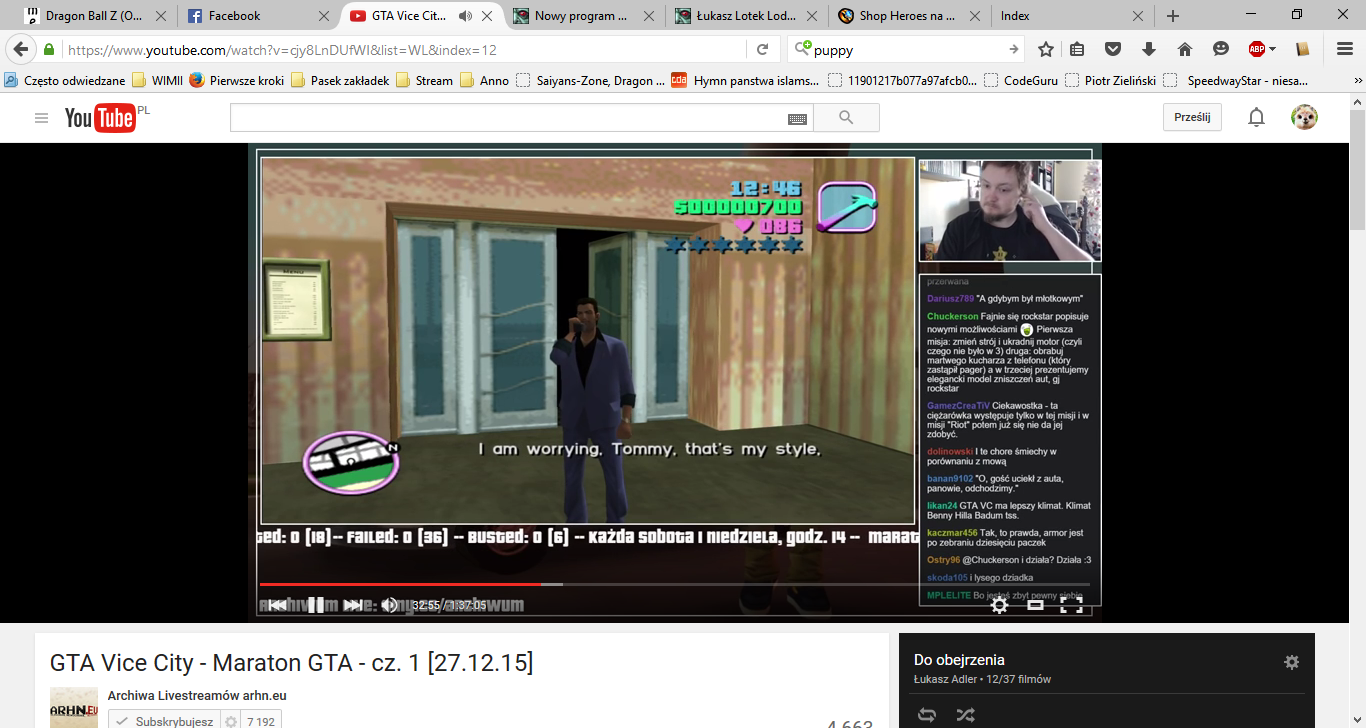 Dragon Ball Z (O...
Facebook
GTA Vice Cit...
Nowy program ...
Łukasz Lotek Lod...
Shop Heroes na ...
Index
https://www.youtube.com/watch?v=cjy8LnDUfWI&list=WL&index=12
puppy
ABP
Często odwiedzane
WIMII
Pierwsze kroki
Pasek zakładek
Stream
Anno
Saiyans-Zone, Dragon ...
cda
Hymn panstwa islams...
11901217b077a97afcb0...
CodeGuru
Piotr Zieliński
SpeedwayStar - niesa...
YouTube PL
Prześlij
12:46
$00000700
086
MENU
N
I am worrying, Tommy, that's my style,
ted: 0 [18]-- Failed: 0 [36] -- Busted: 0 [6] -- Każda sobota i niedziela, godz. 14 -- marat
przerwana
Dariusz789 "A gdybym był młotkowym"
Chuckerson Fajnie się rockstar popisuje
nowymi możliwościami Pierwsza
misja: zmień strój i ukradnij motor (czyli
czego nie było w 3) druga: obrabuj
martwego kucharza z telefonu (który
zastąpił pager) a w trzeciej prezentujemy
elegancki model zniszczeń aut, gj
rockstar
GamezCreaTiV Ciekawostka - ta
ciężarówka występuje tylko w tej misji i w
misji "Riot" potem już się nie da jej
zdobyć.
dolinowski I te chore śmiechy w
porównaniu z mową
banan9102 "O, gość uciekł z auta,
panowie, odchodzimy."
likan24 GTA VC ma lepszy klimat. Klimat
Benny Hilla Badum tss.
kaczmar456 Tak, to prawda, armor jest
po zebraniu dziesięciu paczek
Ostry96 @Chuckerson i działa? Działa :3
skoda105 i lysego dziadka
MPLELITE Bo jesteś zbyt pewny siebie
32:55 / 1:37:05
GTA Vice City - Maraton GTA - cz. 1 [27.12.15]
ARHN.EU
Archiwa Livestreamów arhn.eu
Subskrybujesz
7 192
4 663
Do obejrzenia
Łukasz Adler • 12/37 filmów